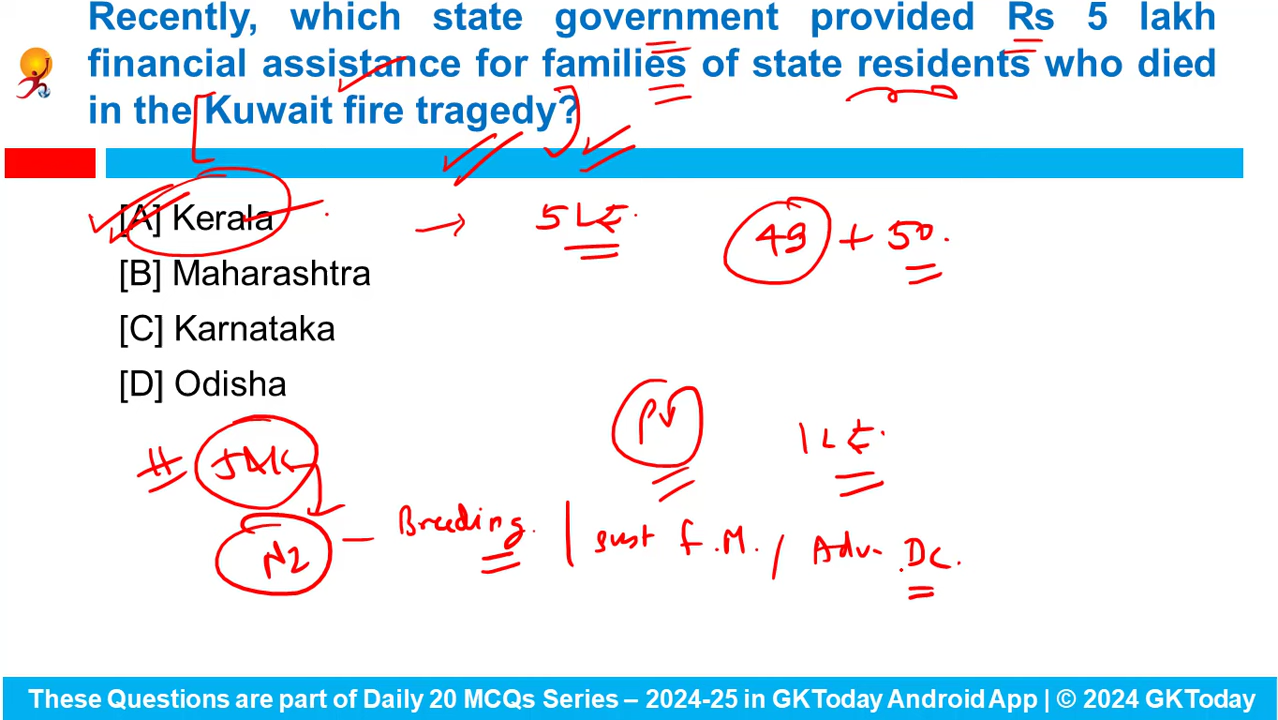 Recently, which state government provided Rs 5 lakh
financial assistance for families of state residents who died
in the Kuwait fire tragedy?
[A] Kerala → 5 L ₹. 49 + 50.
[B] Maharashtra
[C] Karnataka
[D] Odisha
# J&K
1 L ₹.
N2 — Breeding. | sust f.M. / Adv. DC.
These Questions are part of Daily 20 MCQs Series – 2024-25 in GKToday Android App | © 2024 GKToday